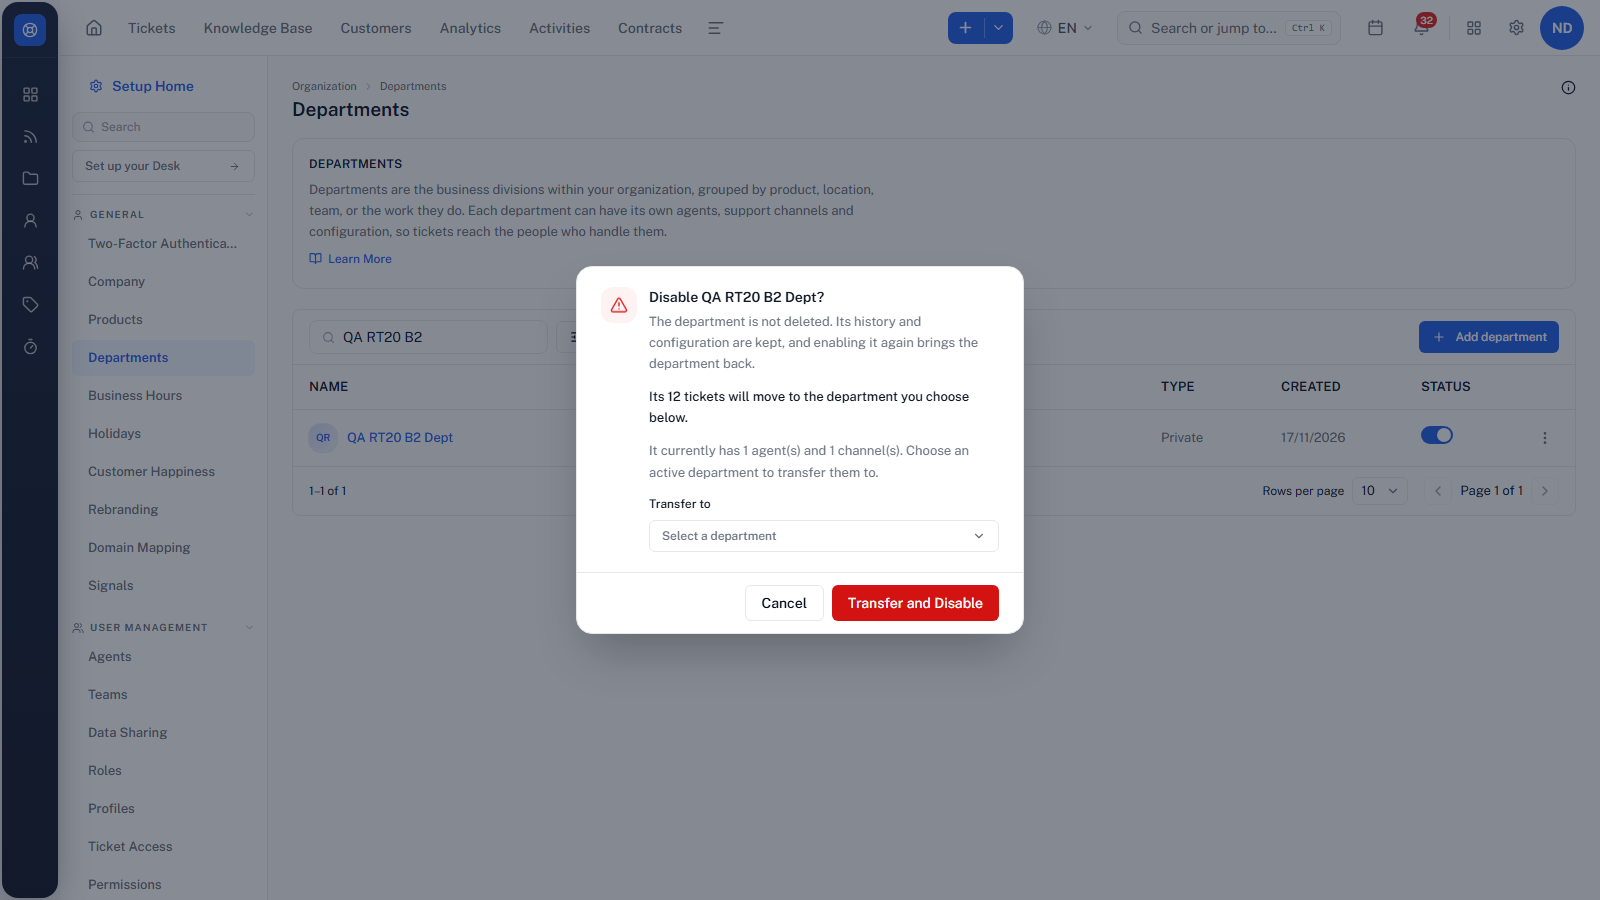 Tickets
Knowledge Base
Customers
Analytics
Activities
Contracts
EN
Search or jump to...
Ctrl K
32
ND
Setup Home
Search
Set up your Desk
GENERAL
Two-Factor Authentica...
Company
Products
Departments
Business Hours
Holidays
Customer Happiness
Rebranding
Domain Mapping
Signals
USER MANAGEMENT
Agents
Teams
Data Sharing
Roles
Profiles
Ticket Access
Permissions
Organization
Departments
Departments
DEPARTMENTS
Departments are the business divisions within your organization, grouped by product, location,
team, or the work they do. Each department can have its own agents, support channels and
configuration, so tickets reach the people who handle them.
Learn More
QA RT20 B2
Add department
NAME
TYPE
CREATED
STATUS
QR
QA RT20 B2 Dept
Private
17/11/2026
1–1 of 1
Rows per page
10
Page 1 of 1
Disable QA RT20 B2 Dept?
The department is not deleted. Its history and
configuration are kept, and enabling it again brings the
department back.
Its 12 tickets will move to the department you choose
below.
It currently has 1 agent(s) and 1 channel(s). Choose an
active department to transfer them to.
Transfer to
Select a department
Cancel
Transfer and Disable